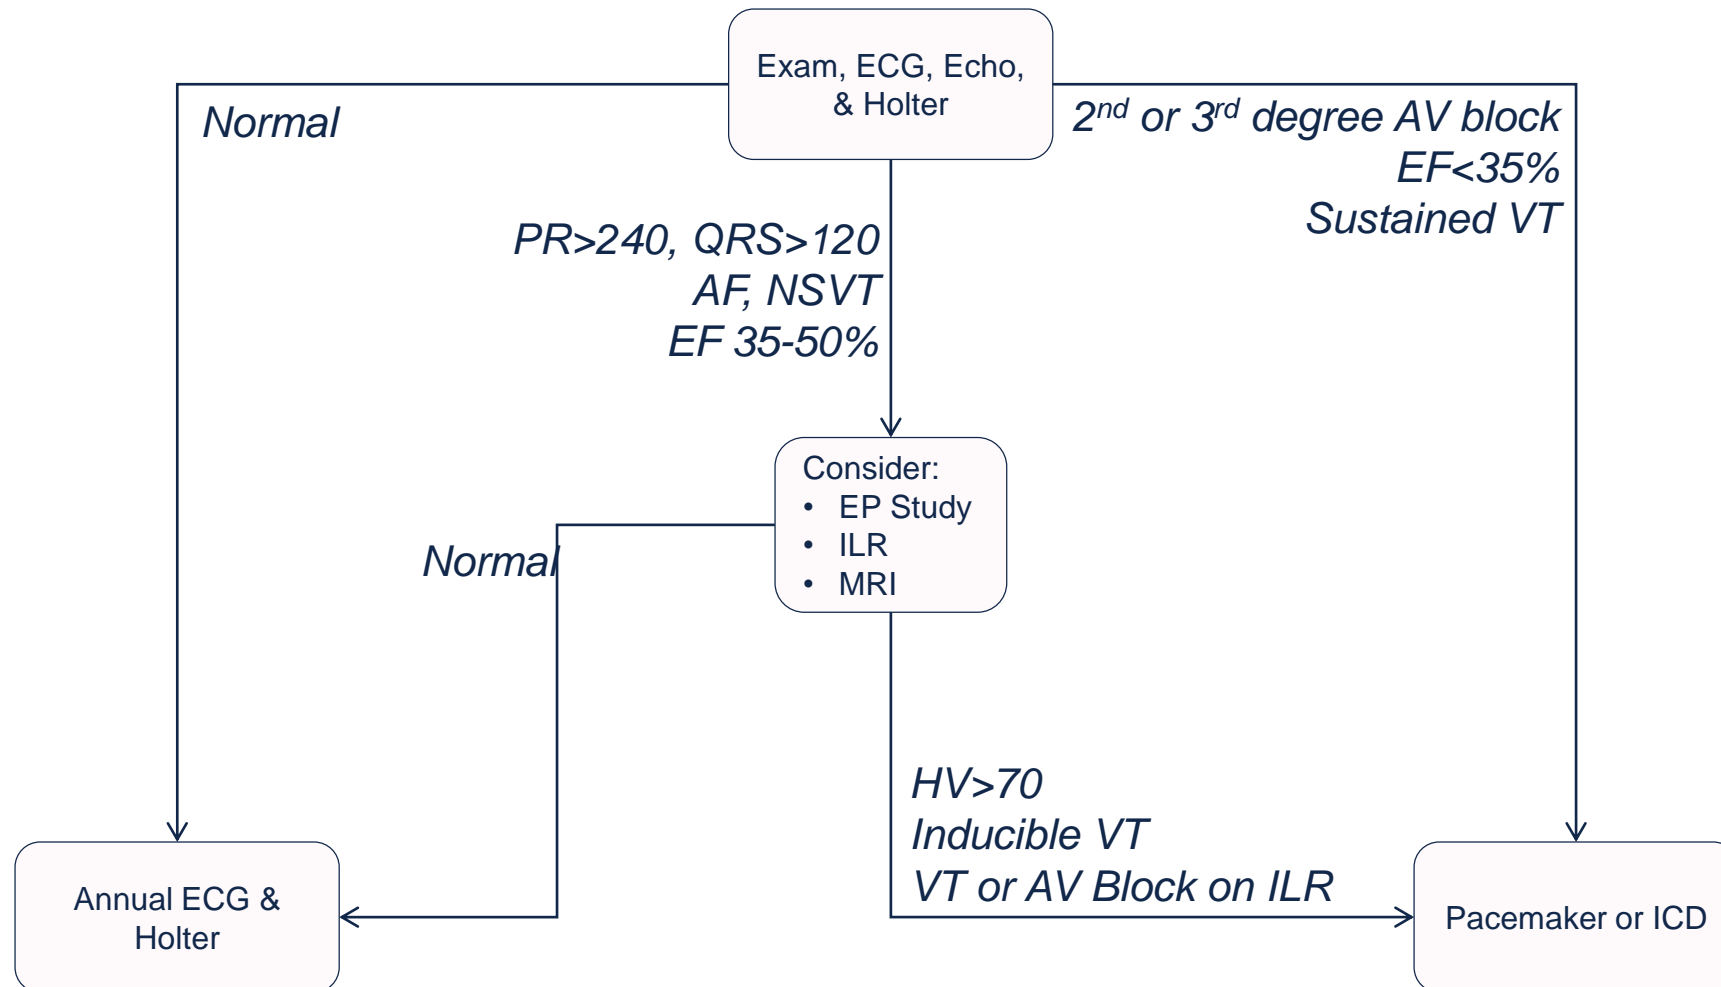 Exam, ECG, Echo,
& Holter
Normal
2nd or 3rd degree AV block
EF<35%
Sustained VT
PR>240, QRS>120
AF, NSVT
EF 35-50%
Consider:
• EP Study
• ILR
• MRI
Normal
HV>70
Inducible VT
VT or AV Block on ILR
Annual ECG &
Holter
Pacemaker or ICD